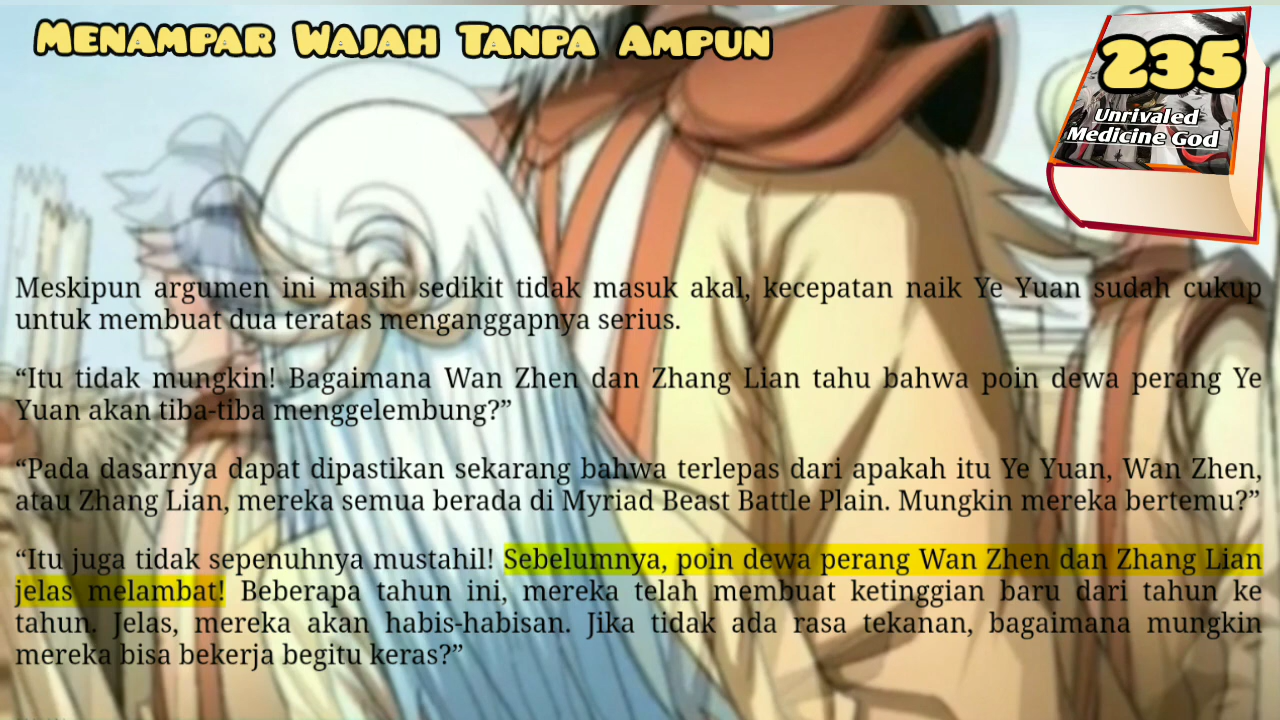 Menampar Wajah Tanpa Ampun
235
Unrivaled
Medicine God
Meskipun argumen ini masih sedikit tidak masuk akal, kecepatan naik Ye Yuan sudah cukup
untuk membuat dua teratas menganggapnya serius.
“Itu tidak mungkin! Bagaimana Wan Zhen dan Zhang Lian tahu bahwa poin dewa perang Ye
Yuan akan tiba-tiba menggelembung?”
“Pada dasarnya dapat dipastikan sekarang bahwa terlepas dari apakah itu Ye Yuan, Wan Zhen,
atau Zhang Lian, mereka semua berada di Myriad Beast Battle Plain. Mungkin mereka bertemu?”
“Itu juga tidak sepenuhnya mustahil! Sebelumnya, poin dewa perang Wan Zhen dan Zhang Lian
jelas melambat! Beberapa tahun ini, mereka telah membuat ketinggian baru dari tahun ke
tahun. Jelas, mereka akan habis-habisan. Jika tidak ada rasa tekanan, bagaimana mungkin
mereka bisa bekerja begitu keras?”